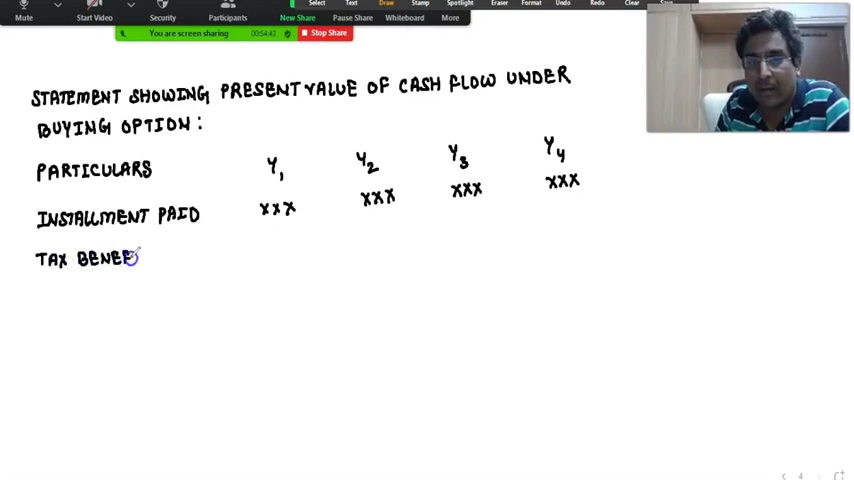 Select Text Draw Stamp Spotlight Eraser Format Undo Redo Clear Save
Mute Start Video Security Participants New Share Pause Share Whiteboard More
You are screen sharing 00:54:42 Stop Share
STATEMENT SHOWING PRESENT VALUE OF CASH FLOW UNDER
BUYING OPTION:
PARTICULARS Y1 Y2 Y3 Y4
INSTALLMENT PAID XXX XXX XXX XXX
TAX BENEF
4